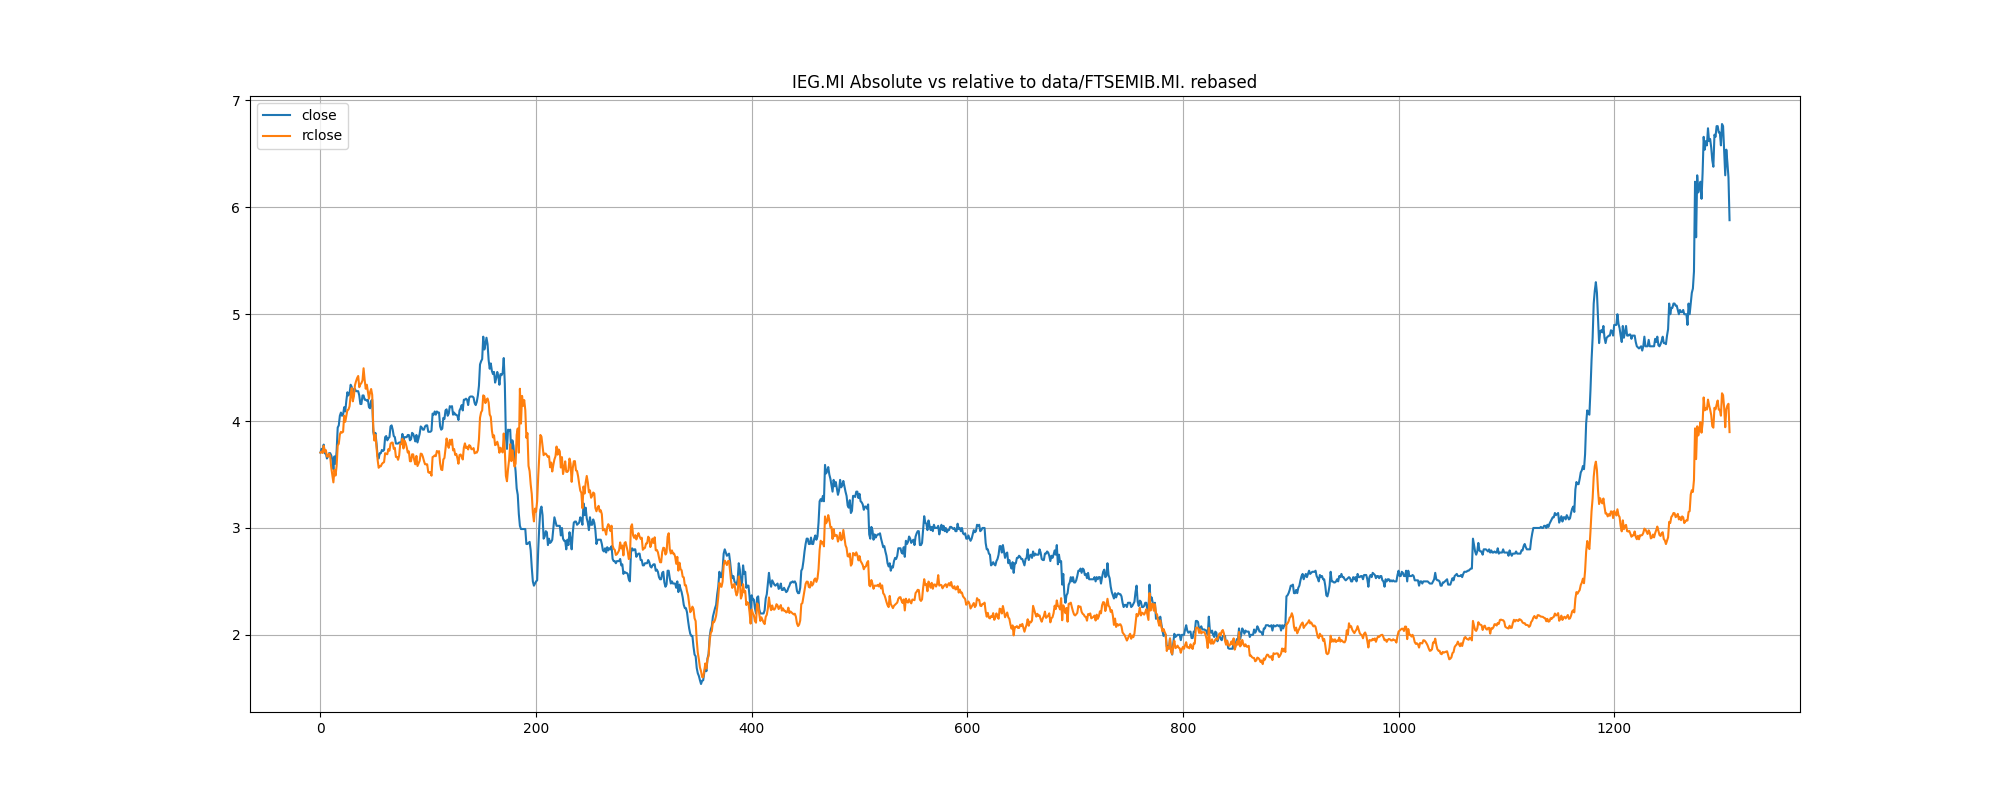 IEG.MI Absolute vs relative to data/FTSEMIB.MI. rebased
close
rclose
7
6
5
4
3
2
0 200 400 600 800 1000 1200